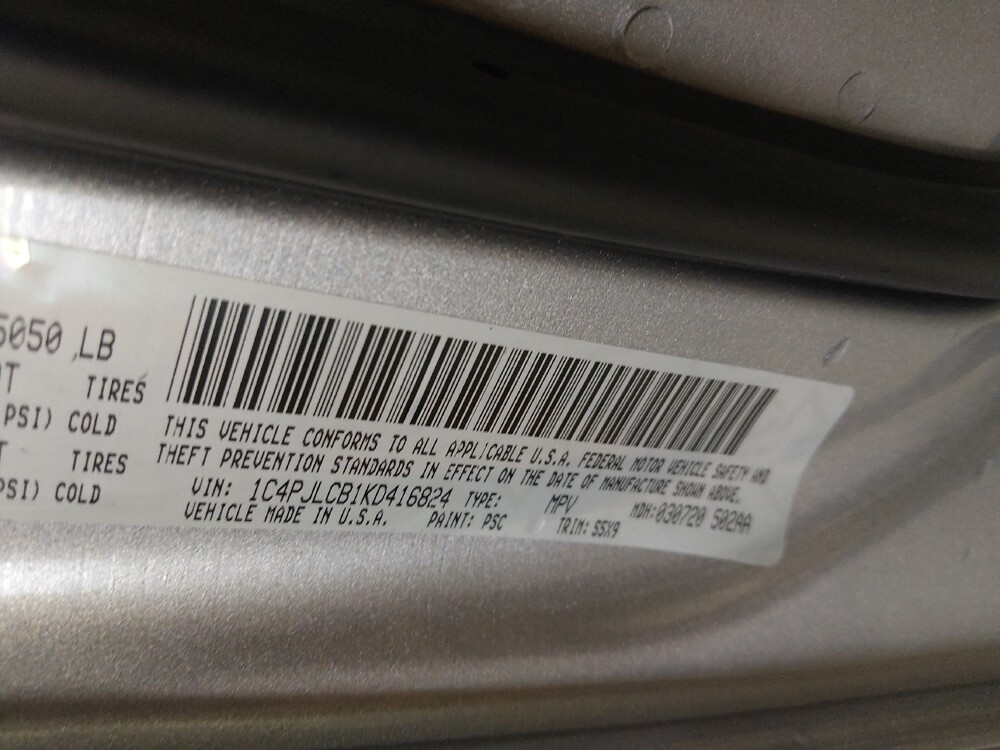 5050 LB
TIRES
PSI) COLD
TIRES
PSI) COLD
THIS VEHICLE CONFORMS TO ALL APPLICABLE U.S.A. FEDERAL MOTOR VEHICLE SAFETY AND
THEFT PREVENTION STANDARDS IN EFFECT ON THE DATE OF MANUFACTURE SHOWN ABOVE.
VIN: 1C4PJLCB1KD416824 TYPE: MPV MDH:030720 502AA
VEHICLE MADE IN U.S.A. PAINT: PSC TRIM: S5X9